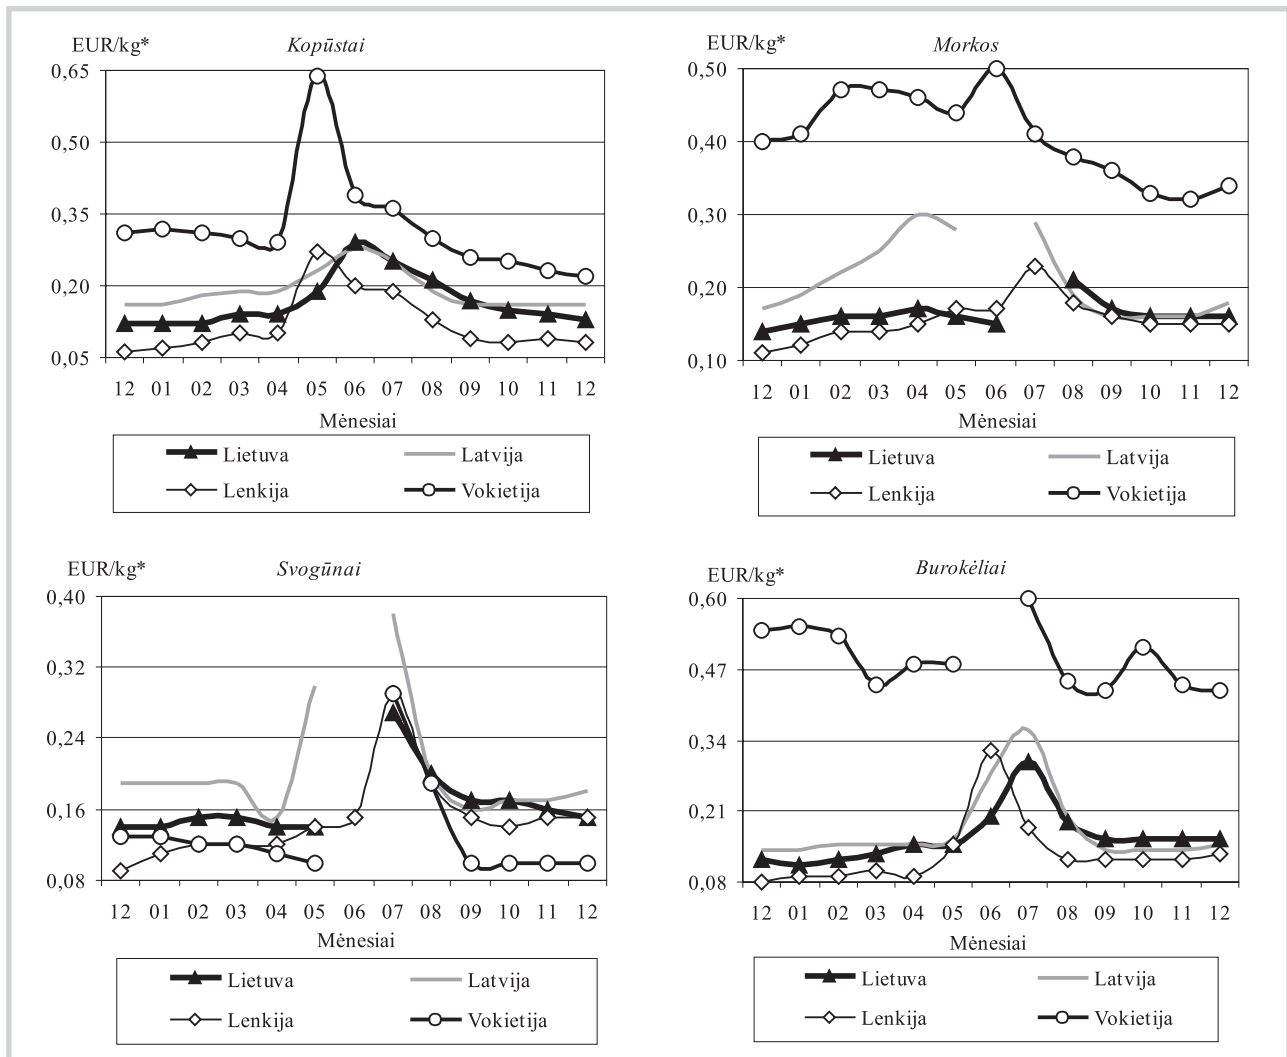 EUR/kg*
Kopūstai
0,65
0,50
0,35
0,20
0,05
12 01 02 03 04 05 06 07 08 09 10 11 12
Mėnesiai
Lietuva Latvija
Lenkija Vokietija
EUR/kg*
Morkos
0,50
0,40
0,30
0,20
0,10
12 01 02 03 04 05 06 07 08 09 10 11 12
Mėnesiai
Lietuva Latvija
Lenkija Vokietija
EUR/kg*
Svogūnai
0,40
0,32
0,24
0,16
0,08
12 01 02 03 04 05 06 07 08 09 10 11 12
Mėnesiai
Lietuva Latvija
Lenkija Vokietija
EUR/kg*
Burokėliai
0,60
0,47
0,34
0,21
0,08
12 01 02 03 04 05 06 07 08 09 10 11 12
Mėnesiai
Lietuva Latvija
Lenkija Vokietija